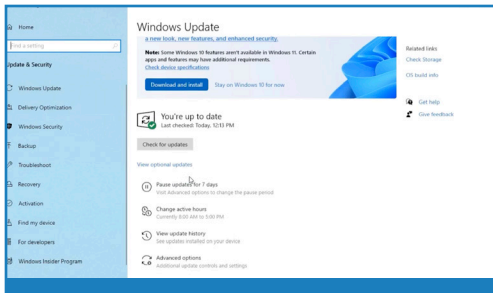 Home
Find a setting
Update & Security
Windows Update
Delivery Optimization
Windows Security
Backup
Troubleshoot
Recovery
Activation
Find my device
For developers
Windows Insider Program
Windows Update
a new look, new features, and enhanced security.
Note: Some Windows 10 features aren't available in Windows 11. Certain
apps and features may have additional requirements.
Check device specifications
Download and install
Stay on Windows 10 for now
You're up to date
Last checked: Today, 12:13 PM
Check for updates
View optional updates
Pause updates for 7 days
Visit Advanced options to change the pause period
Change active hours
Currently 8:00 AM to 5:00 PM
View update history
See updates installed on your device
Advanced options
Additional update controls and settings
Related links
Check Storage
OS build info
Get help
Give feedback